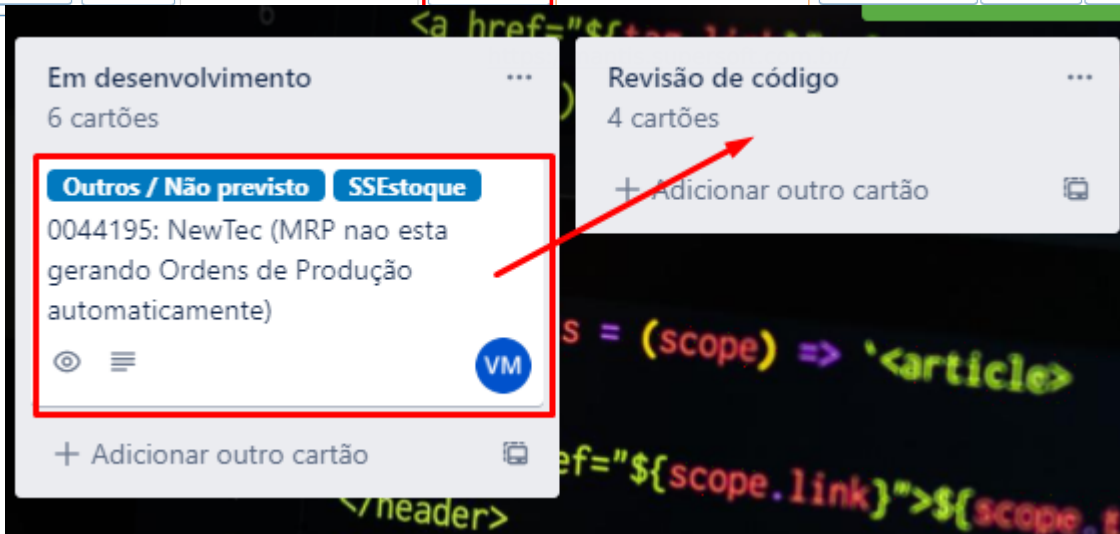 6
<a href="${
Em desenvolvimento
6 cartões
Outros / Não previsto SSEstoque
0044195: NewTec (MRP nao esta
gerando Ordens de Produção
automaticamente)
VM
Adicionar outro cartão
Revisão de código
4 cartões
Adicionar outro cartão
s = (scope) => `<article>
ef="${scope.link}">${scope.t
</header>